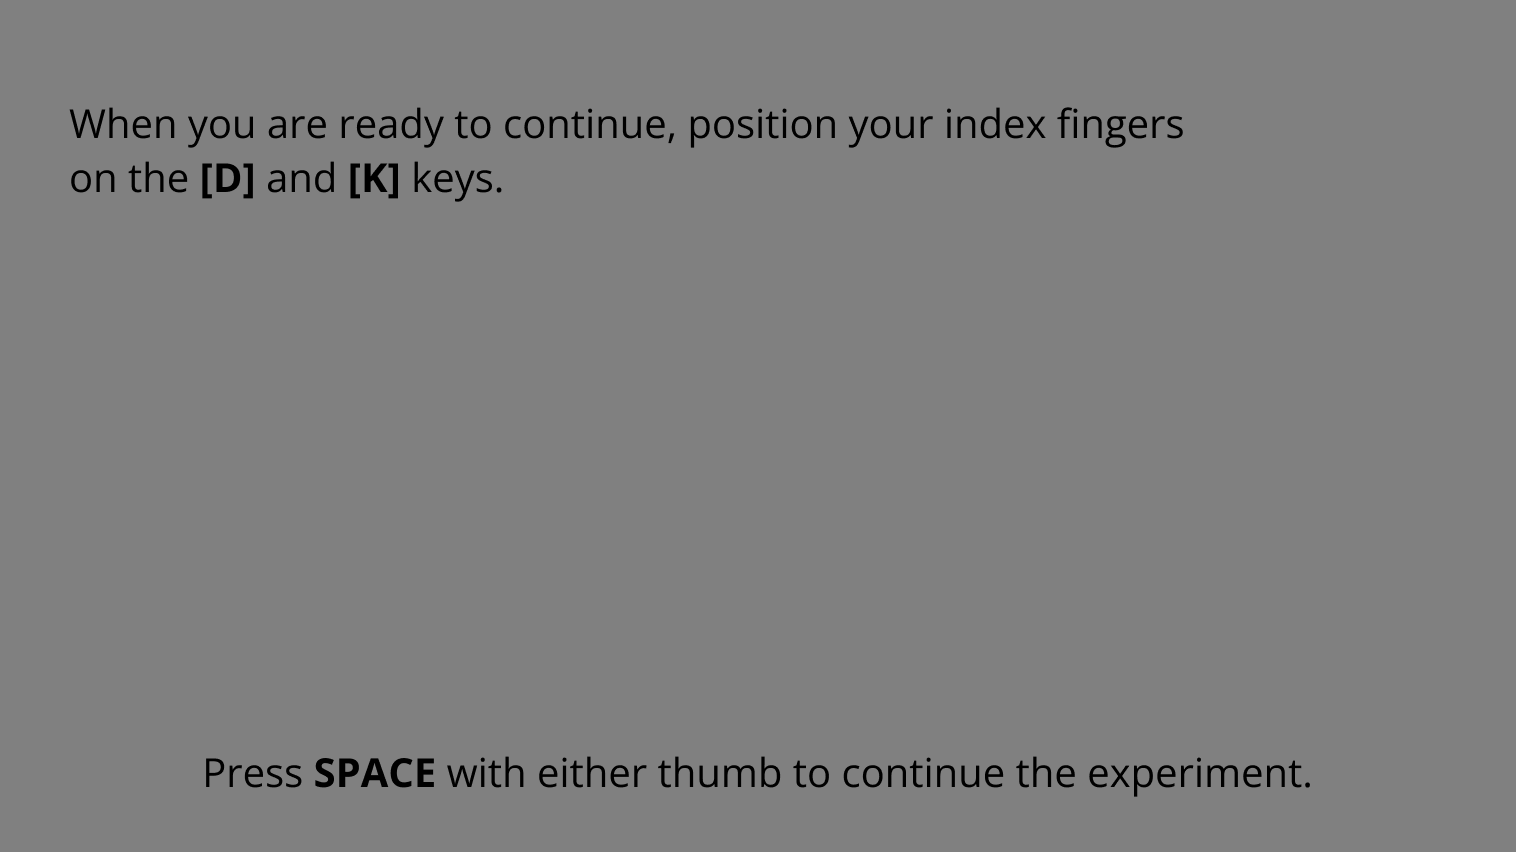 When you are ready to continue, position your index fingers
on the [D] and [K] keys.
Press SPACE with either thumb to continue the experiment.